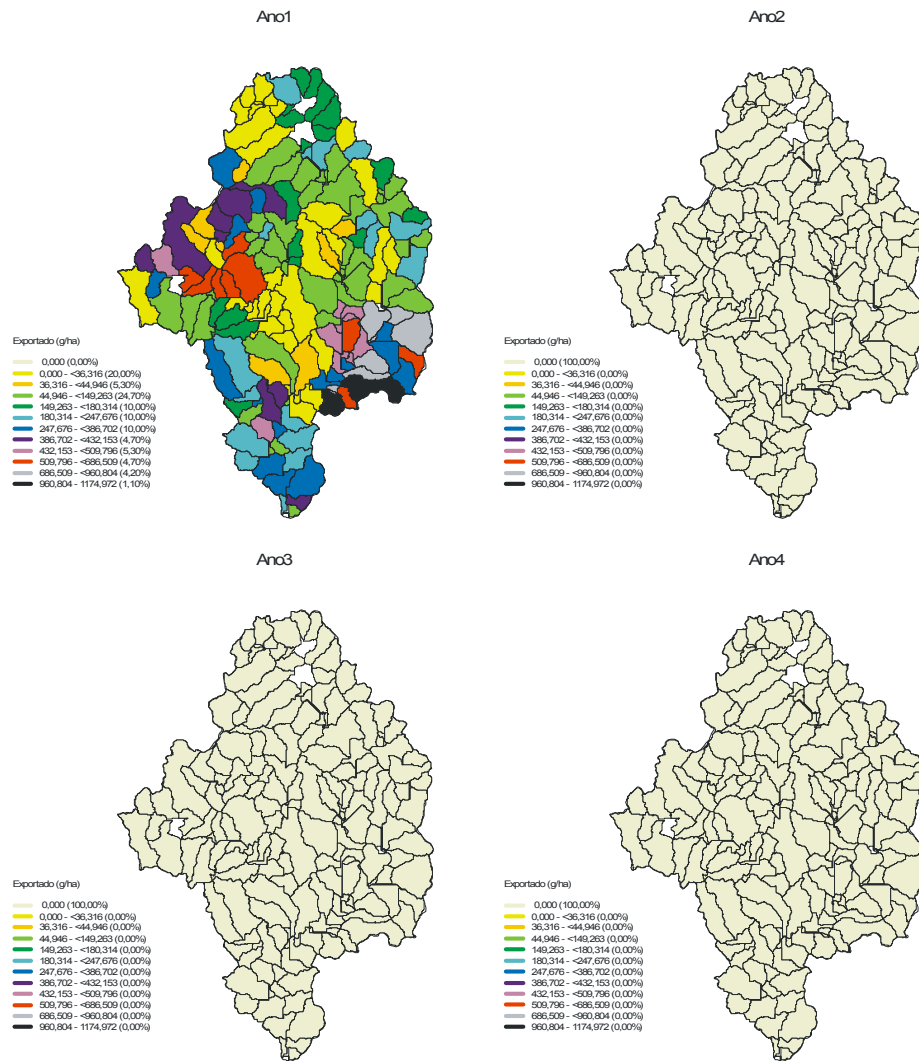 Ano1
Exportado (g/ha)
0,000 (0,00%)
0,000 - <36,316 (20,00%)
36,316 - <44,946 (5,30%)
44,946 - <149,263 (24,70%)
149,263 - <180,314 (10,00%)
180,314 - <247,676 (10,00%)
247,676 - <386,702 (10,00%)
386,702 - <432,153 (4,70%)
432,153 - <509,796 (5,30%)
509,796 - <686,509 (4,70%)
686,509 - <960,804 (4,20%)
960,804 - 1174,972 (1,10%)
Ano2
Exportado (g/ha)
0,000 (100,00%)
0,000 - <36,316 (0,00%)
36,316 - <44,946 (0,00%)
44,946 - <149,263 (0,00%)
149,263 - <180,314 (0,00%)
180,314 - <247,676 (0,00%)
247,676 - <386,702 (0,00%)
386,702 - <432,153 (0,00%)
432,153 - <509,796 (0,00%)
509,796 - <686,509 (0,00%)
686,509 - <960,804 (0,00%)
960,804 - 1174,972 (0,00%)
Ano3
Exportado (g/ha)
0,000 (100,00%)
0,000 - <36,316 (0,00%)
36,316 - <44,946 (0,00%)
44,946 - <149,263 (0,00%)
149,263 - <180,314 (0,00%)
180,314 - <247,676 (0,00%)
247,676 - <386,702 (0,00%)
386,702 - <432,153 (0,00%)
432,153 - <509,796 (0,00%)
509,796 - <686,509 (0,00%)
686,509 - <960,804 (0,00%)
960,804 - 1174,972 (0,00%)
Ano4
Exportado (g/ha)
0,000 (100,00%)
0,000 - <36,316 (0,00%)
36,316 - <44,946 (0,00%)
44,946 - <149,263 (0,00%)
149,263 - <180,314 (0,00%)
180,314 - <247,676 (0,00%)
247,676 - <386,702 (0,00%)
386,702 - <432,153 (0,00%)
432,153 - <509,796 (0,00%)
509,796 - <686,509 (0,00%)
686,509 - <960,804 (0,00%)
960,804 - 1174,972 (0,00%)